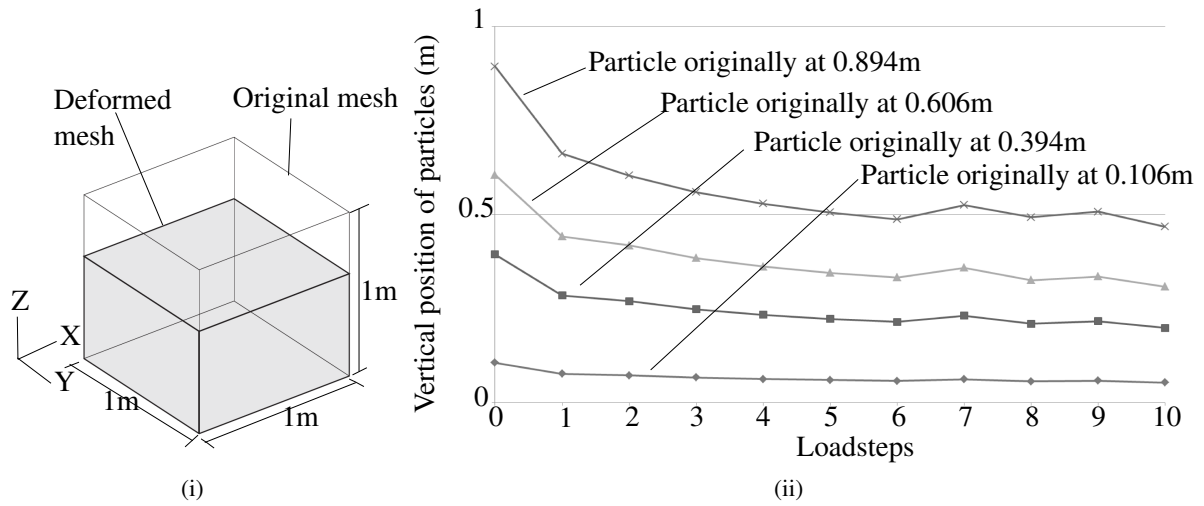 Deformed
mesh
Original mesh
Z
X
Y
1m
1m
1m
(i)
Vertical position of particles (m)
1
0.5
0
Particle originally at 0.894m
Particle originally at 0.606m
Particle originally at 0.394m
Particle originally at 0.106m
0 1 2 3 4 5 6 7 8 9 10
Loadsteps
(ii)